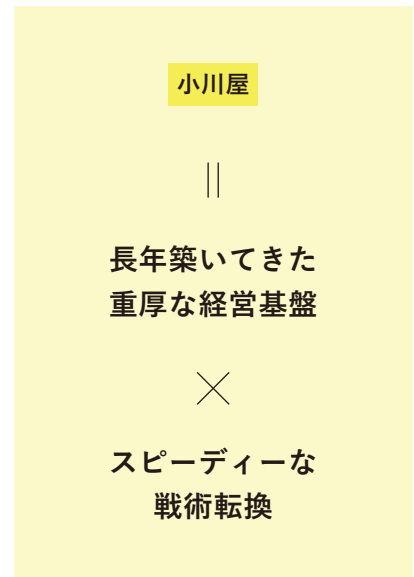 小川屋
||
長年築いてきた
重厚な経営基盤
×
スピーディーな
戦術転換